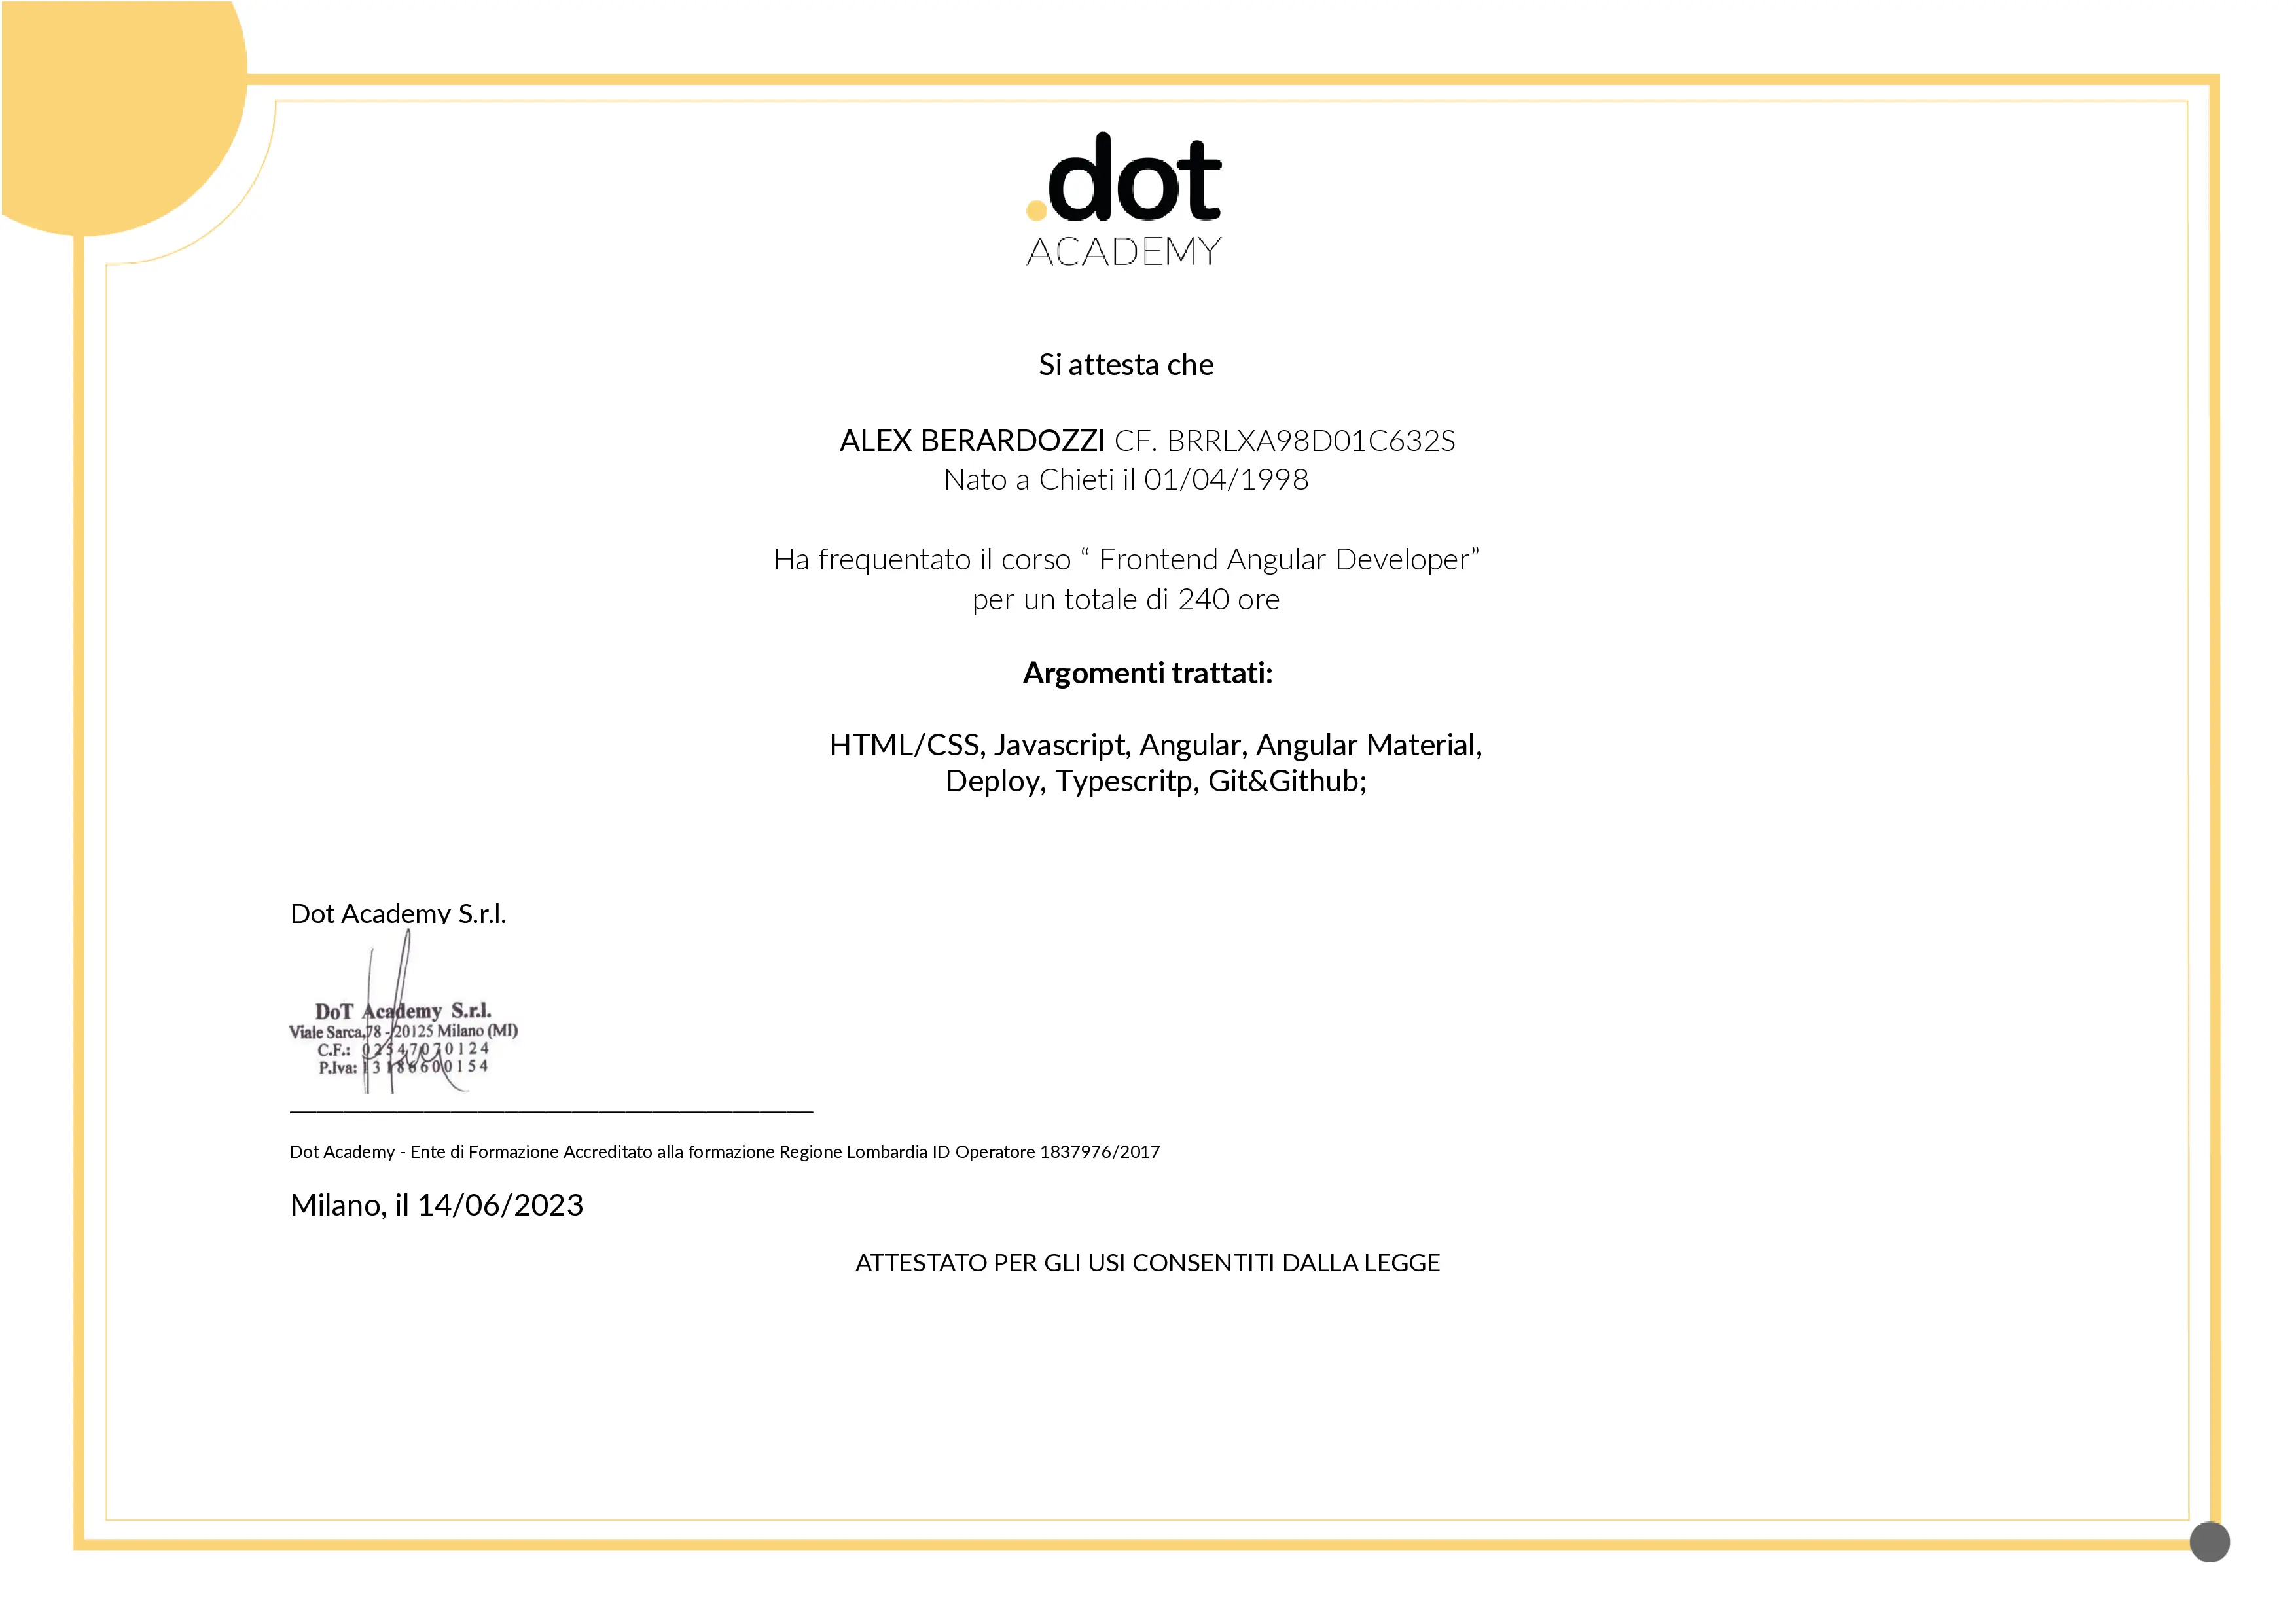 .dot
ACADEMY
Si attesta che
ALEX BERARDOZZI CF. BRRLXA98D01C632S
Nato a Chieti il 01/04/1998
Ha frequentato il corso “ Frontend Angular Developer”
per un totale di 240 ore
Argomenti trattati:
HTML/CSS, Javascript, Angular, Angular Material,
Deploy, Typescritp, Git&Github;
Dot Academy S.r.l.
DoT Academy S.r.l.
Viale Sarca,78 - 20125 Milano (MI)
C.F.: 02547070124
P.Iva: 13186600154
Dot Academy - Ente di Formazione Accreditato alla formazione Regione Lombardia ID Operatore 1837976/2017
Milano, il 14/06/2023
ATTESTATO PER GLI USI CONSENTITI DALLA LEGGE